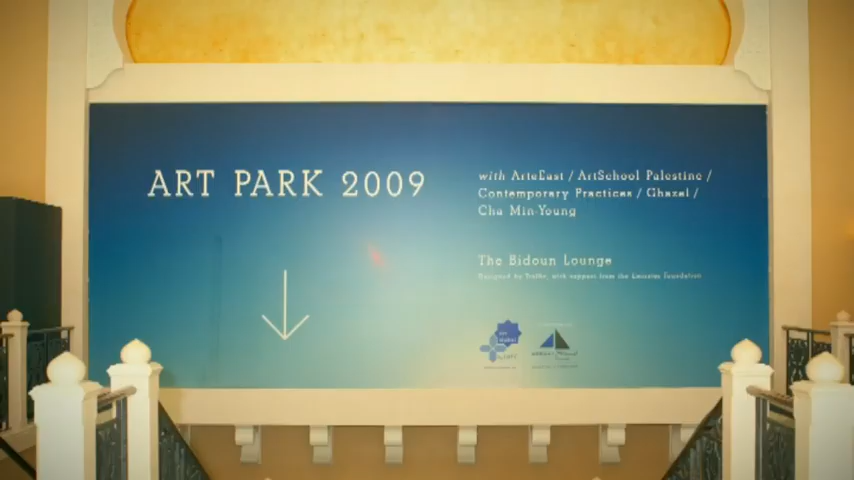 ART PARK 2009
with ArteEast / ArtSchool Palestine /
Contemporary Practices / Ghazel /
Cha Min-Young
The Bidoun Lounge
Designed by Traffic, with support from the Emirates Foundation